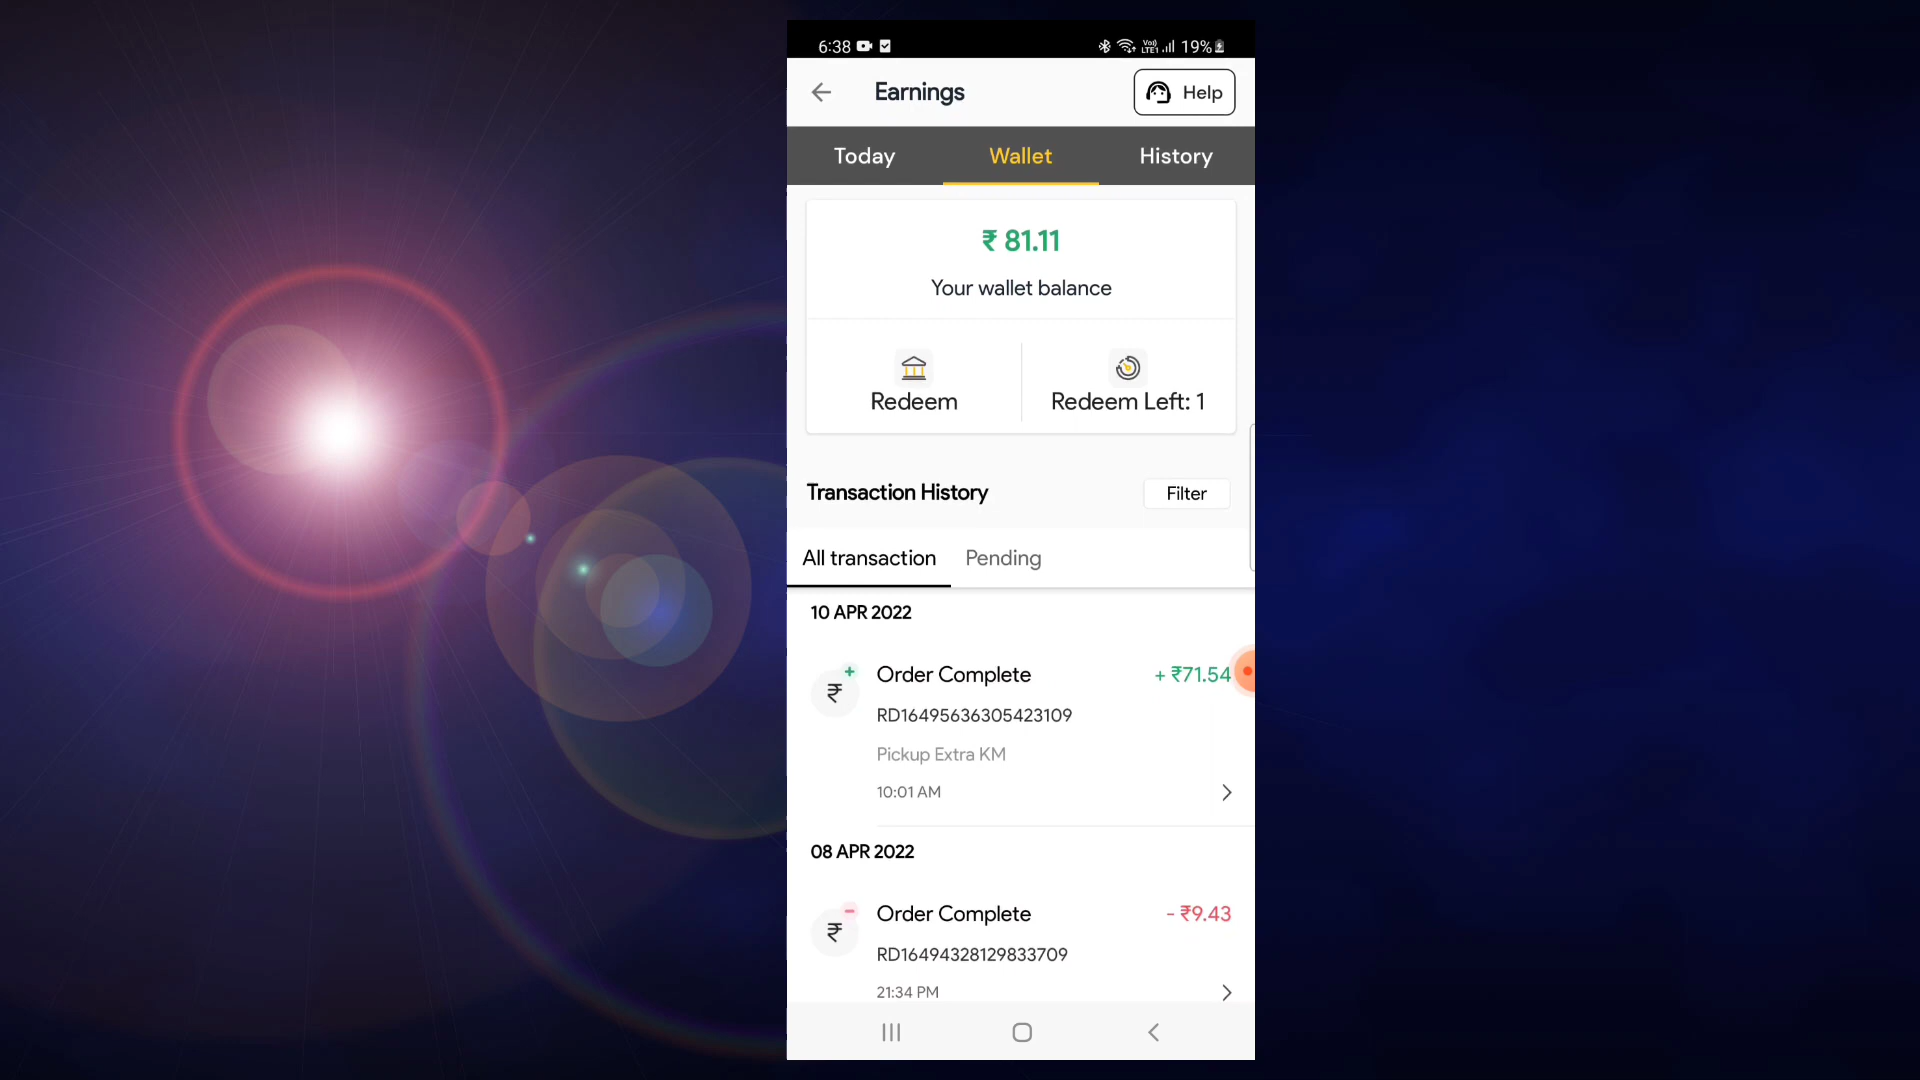 6:38 19%
Earnings
Help
Today Wallet History
₹ 81.11
Your wallet balance
Redeem Redeem Left: 1
Transaction History
Filter
All transaction Pending
10 APR 2022
Order Complete + ₹71.54
RD16495636305423109
Pickup Extra KM
10:01 AM
08 APR 2022
Order Complete - ₹9.43
RD16494328129833709
21:34 PM